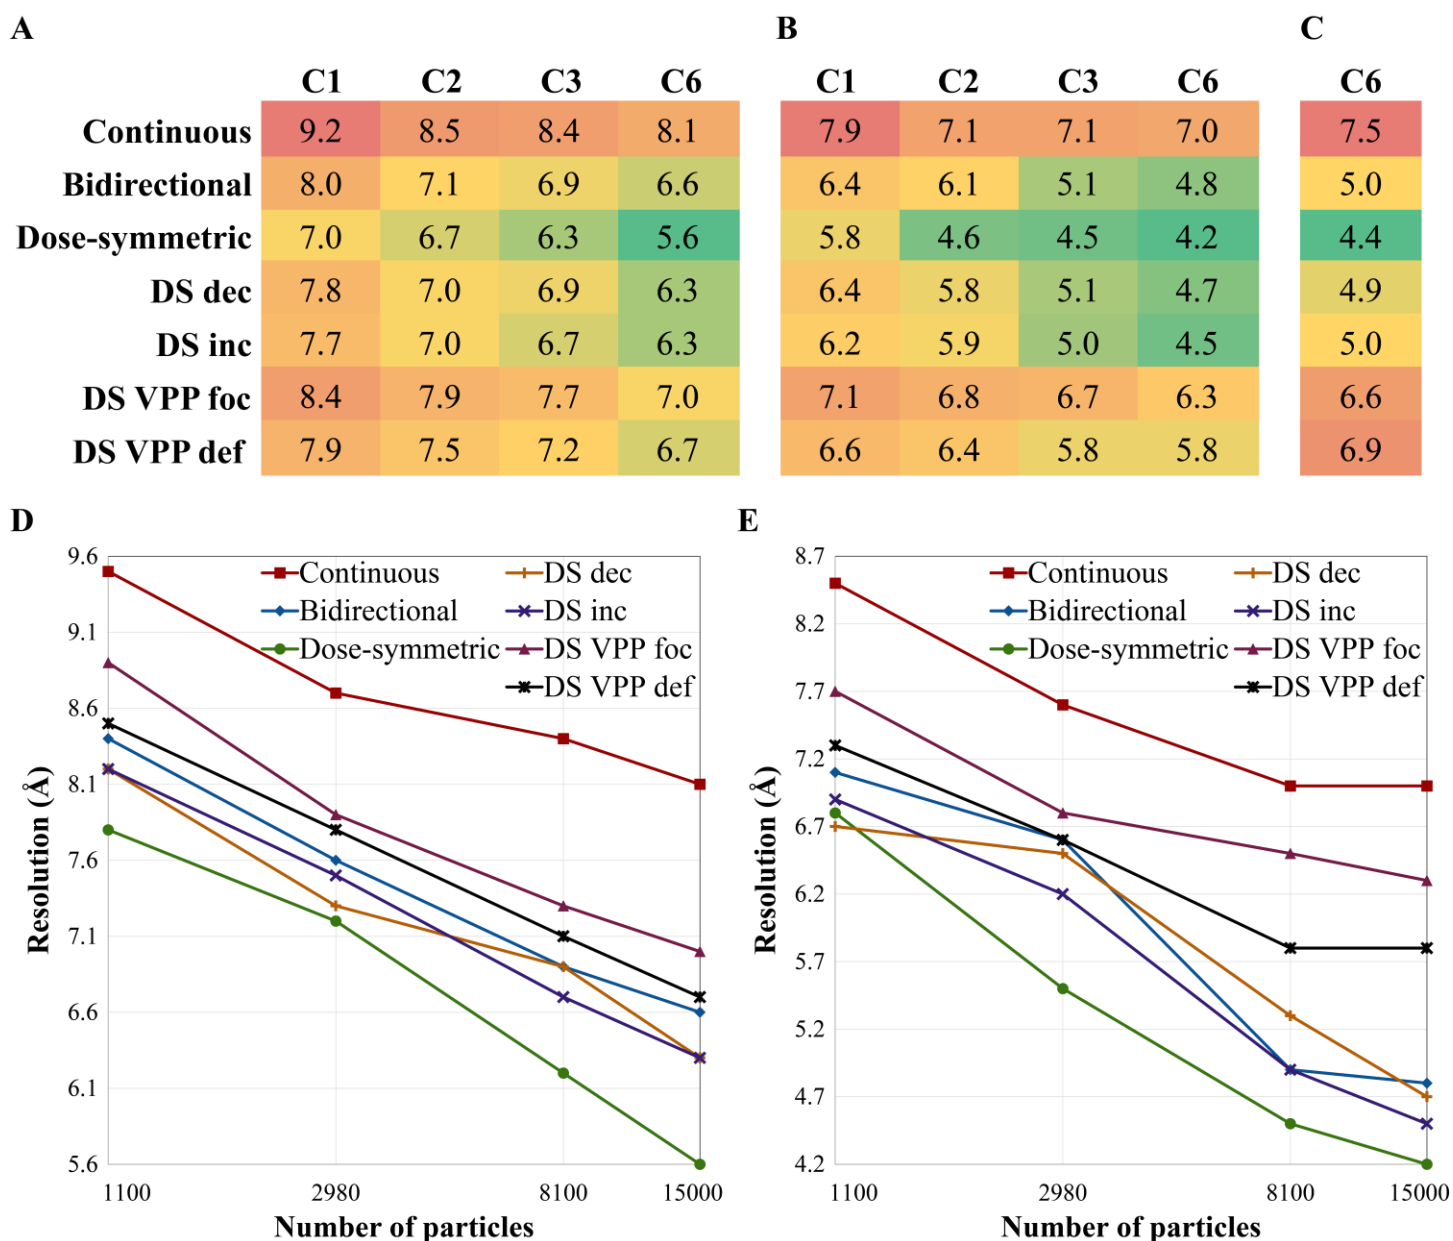 A B C
C1 C2 C3 C6 C1 C2 C3 C6 C6
Continuous 9.2 8.5 8.4 8.1 7.9 7.1 7.1 7.0 7.5
Bidirectional 8.0 7.1 6.9 6.6 6.4 6.1 5.1 4.8 5.0
Dose-symmetric 7.0 6.7 6.3 5.6 5.8 4.6 4.5 4.2 4.4
DS dec 7.8 7.0 6.9 6.3 6.4 5.8 5.1 4.7 4.9
DS inc 7.7 7.0 6.7 6.3 6.2 5.9 5.0 4.5 5.0
DS VPP foc 8.4 7.9 7.7 7.0 7.1 6.8 6.7 6.3 6.6
DS VPP def 7.9 7.5 7.2 6.7 6.6 6.4 5.8 5.8 6.9
D
Resolution (Å)
9.6
9.1
8.6
8.1
7.6
7.1
6.6
6.1
5.6
Continuous DS dec
Bidirectional DS inc
Dose-symmetric DS VPP foc
DS VPP def
1100 2980 8100 15000
Number of particles
E
Resolution (Å)
8.7
8.2
7.7
7.2
6.7
6.2
5.7
5.2
4.7
4.2
Continuous DS dec
Bidirectional DS inc
Dose-symmetric DS VPP foc
DS VPP def
1100 2980 8100 15000
Number of particles